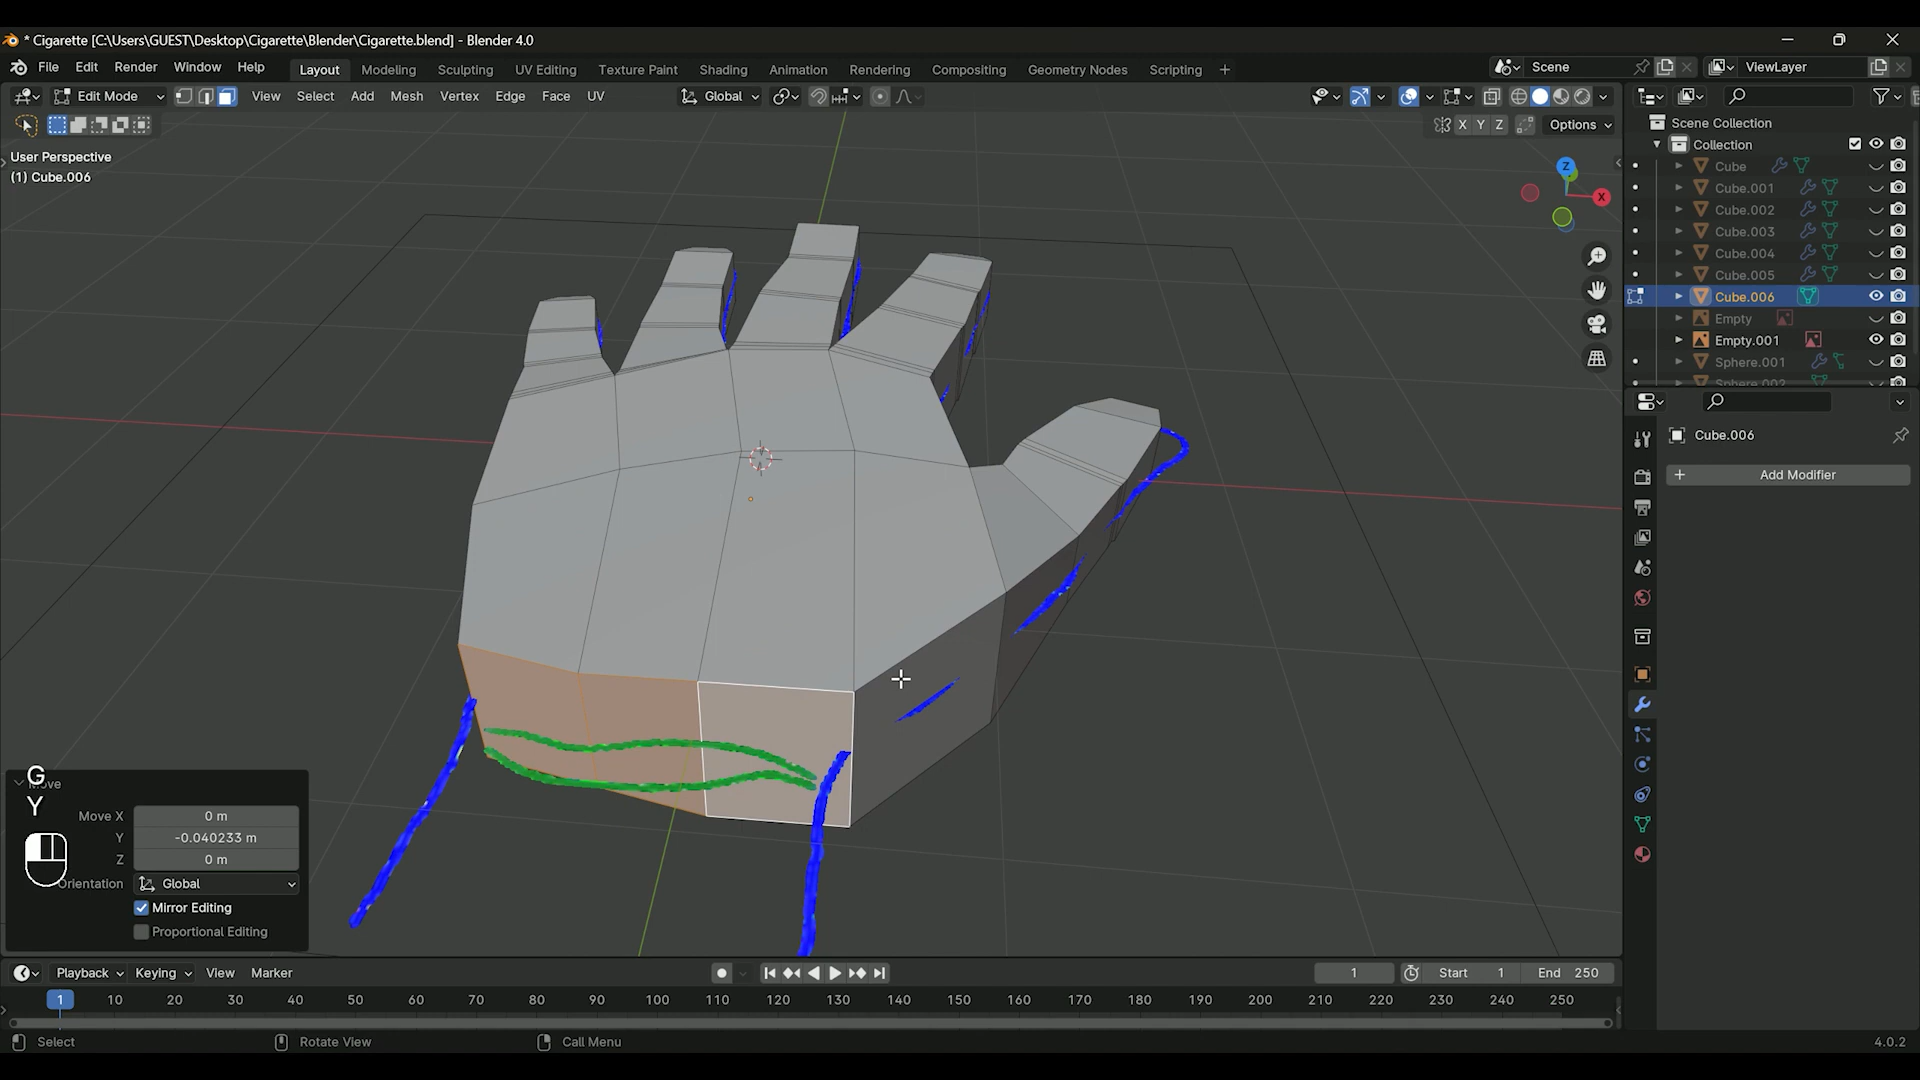 * Cigarette [C:\Users\GUEST\Desktop\Cigarette\Blender\Cigarette.blend] - Blender 4.0
File Edit Render Window Help Layout Modeling Sculpting UV Editing Texture Paint Shading Animation Rendering Compositing Geometry Nodes Scripting + Scene ViewLayer
Edit Mode View Select Add Mesh Vertex Edge Face UV Global
X Y Z Options
User Perspective
(1) Cube.006
Z
X
Scene Collection
Collection
Cube
Cube.001
Cube.002
Cube.003
Cube.004
Cube.005
Cube.006
Empty
Empty.001
Sphere.001
Sphere.002
Cube.006
+ Add Modifier
G
Move
Y
Move X 0 m
Y -0.040233 m
Z 0 m
Orientation Global
Mirror Editing
Proportional Editing
Playback Keying View Marker 1 Start 1 End 250
1 10 20 30 40 50 60 70 80 90 100 110 120 130 140 150 160 170 180 190 200 210 220 230 240 250
Select Rotate View Call Menu 4.0.2